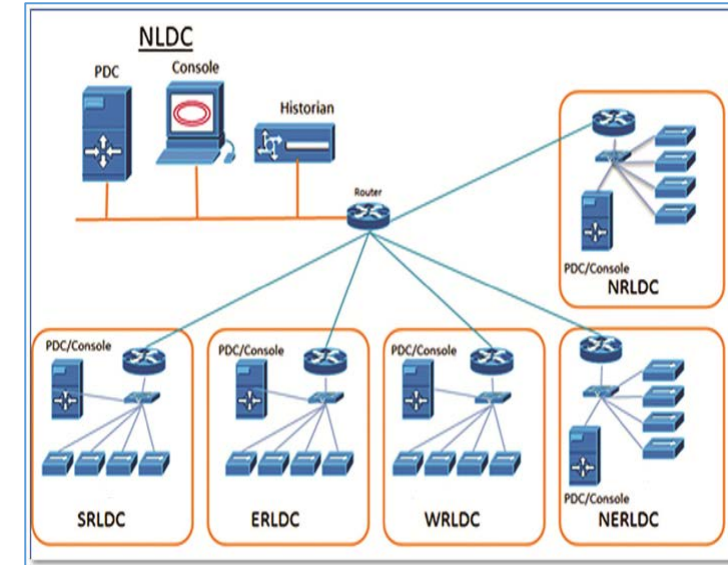 NLDC
PDC
Console
Historian
Router
PDC/Console
NRLDC
PDC/Console
SRLDC
PDC/Console
ERLDC
PDC/Console
WRLDC
PDC/Console
NERLDC